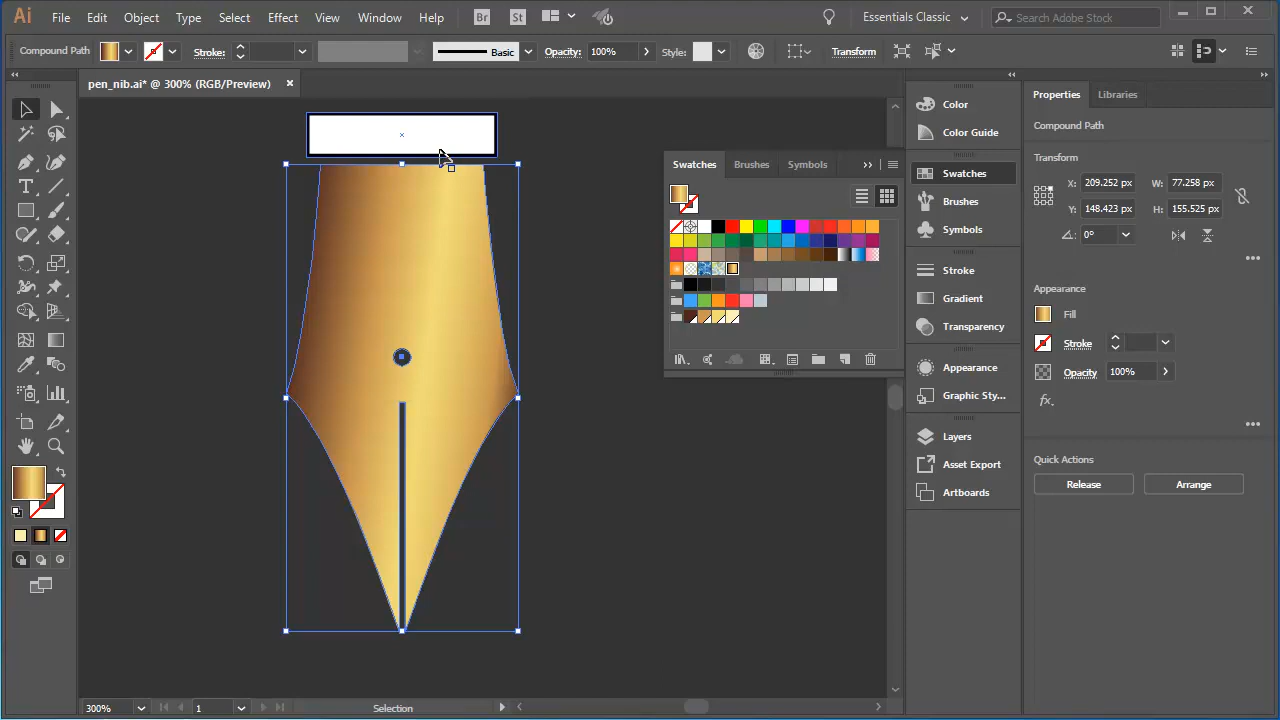 Ai File Edit Object Type Select Effect View Window Help Br St Essentials Classic Search Adobe Stock
Compound Path Stroke: Basic Opacity: 100% Style: Transform
pen_nib.ai* @ 300% (RGB/Preview)
Swatches Brushes Symbols
Color
Color Guide
Swatches
Brushes
Symbols
Stroke
Gradient
Transparency
Appearance
Graphic Sty...
Layers
Asset Export
Artboards
Properties Libraries
Compound Path
Transform
X: 209.252 px W: 77.258 px
Y: 148.423 px H: 155.525 px
0°
Appearance
Fill
Stroke
Opacity 100%
fx.
Quick Actions
Release Arrange
300% 1 Selection